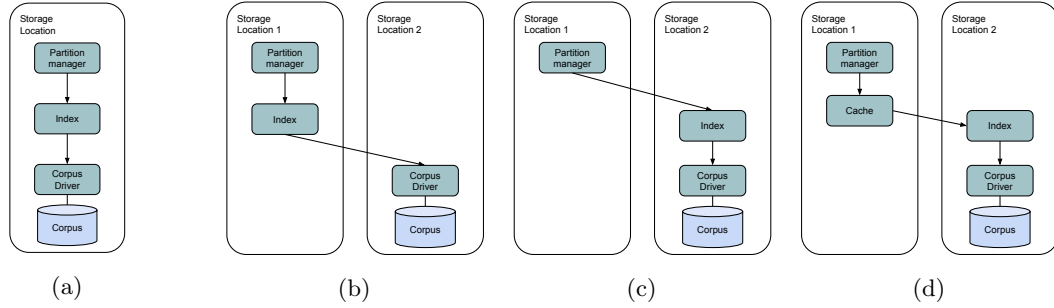 Storage
Location
Partition
manager
Index
Corpus
Driver
Corpus
(a)
Storage
Location 1
Partition
manager
Index
Storage
Location 2
Corpus
Driver
Corpus
(b)
Storage
Location 1
Partition
manager
Storage
Location 2
Index
Corpus
Driver
Corpus
(c)
Storage
Location 1
Partition
manager
Cache
Storage
Location 2
Index
Corpus
Driver
Corpus
(d)